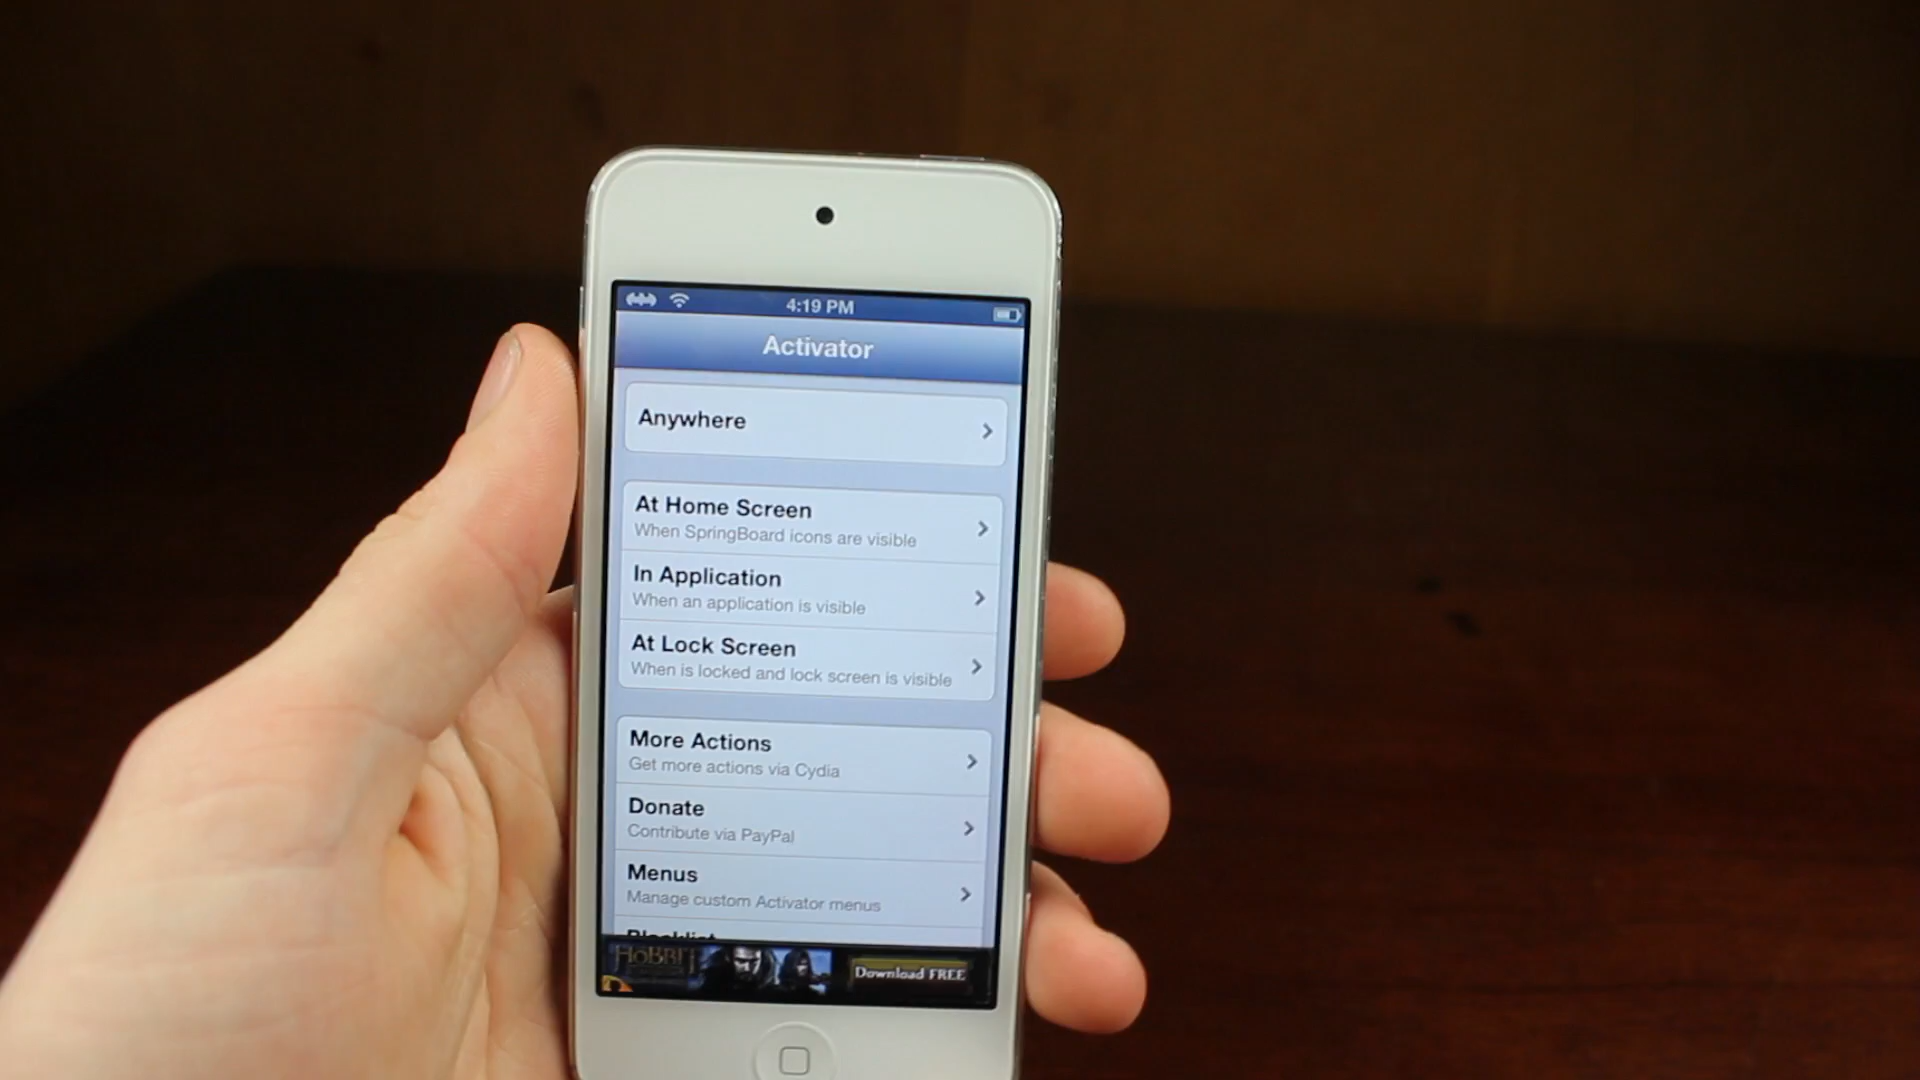 4:19 PM
Activator
Anywhere
At Home Screen
When SpringBoard icons are visible
In Application
When an application is visible
At Lock Screen
When is locked and lock screen is visible
More Actions
Get more actions via Cydia
Donate
Contribute via PayPal
Menus
Manage custom Activator menus
Blacklist
HOBBIT
Download FREE